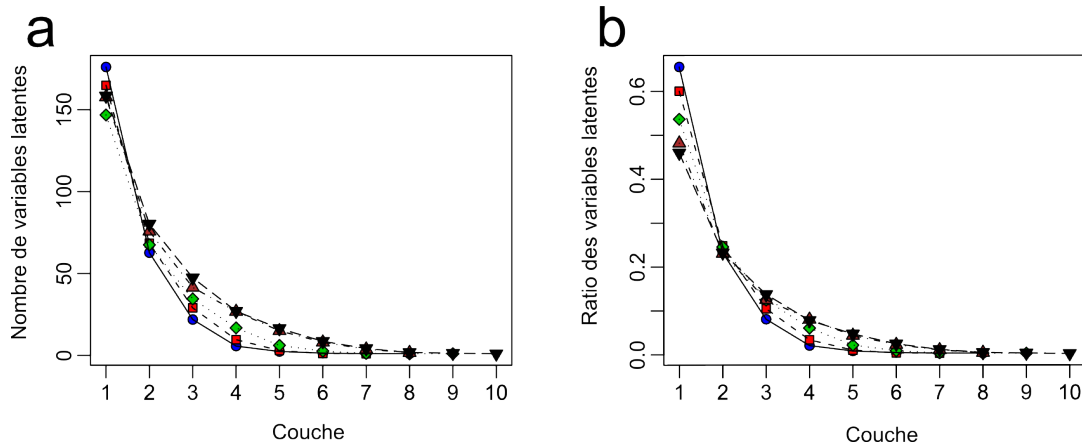 a
Nombre de variables latentes
150
100
50
0
1 2 3 4 5 6 7 8 9 10
Couche
b
Ratio des variables latentes
0.6
0.4
0.2
0.0
1 2 3 4 5 6 7 8 9 10
Couche